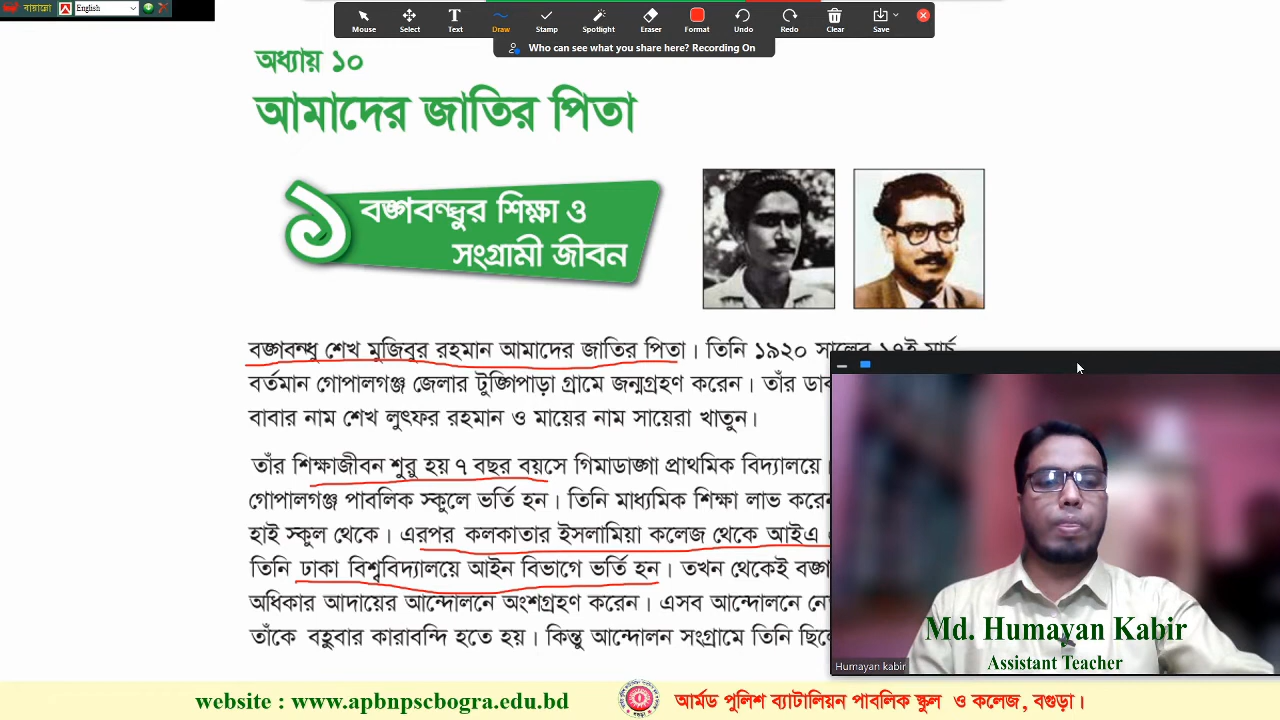 বায়ান্নো English
Mouse Select Text Draw Stamp Spotlight Eraser Format Undo Redo Clear Save
Who can see what you share here? Recording On
অধ্যায় ১০
আমাদের জাতির পিতা
১
বঙ্গবন্ধুর শিক্ষা ও
সংগ্রামী জীবন
বঙ্গবন্ধু শেখ মুজিবুর রহমান আমাদের জাতির পিতা। তিনি ১৯২০ সালের ১৭ই মার্চ
বর্তমান গোপালগঞ্জ জেলার টুঙ্গিপাড়া গ্রামে জন্মগ্রহণ করেন। তাঁর
বাবার নাম শেখ লুৎফর রহমান ও মায়ের নাম সায়েরা খাতুন।
তাঁর শিক্ষাজীবন শুরু হয় ৭ বছর বয়সে গিমাডাঙ্গা প্রাথমিক বিদ্যালয়ে।
গোপালগঞ্জ পাবলিক স্কুলে ভর্তি হন। তিনি মাধ্যমিক শিক্ষা লাভ
হাই স্কুল থেকে। এরপর কলকাতার ইসলামিয়া কলেজ থেকে আইএ
তিনি ঢাকা বিশ্ববিদ্যালয়ে আইন বিভাগে ভর্তি হন। তখন থেকেই
অধিকার আদায়ের আন্দোলনে অংশগ্রহণ করেন। এসব আন্দোলনে
তাঁকে বহুবার কারাবন্দি হতে হয়। কিন্তু আন্দোলন সংগ্রামে তিনি
Md. Humayan Kabir
Assistant Teacher
Humayan kabir
website : www.apbnpscbogra.edu.bd আর্মড পুলিশ ব্যাটালিয়ন পাবলিক স্কুল ও কলেজ, বগুড়া।